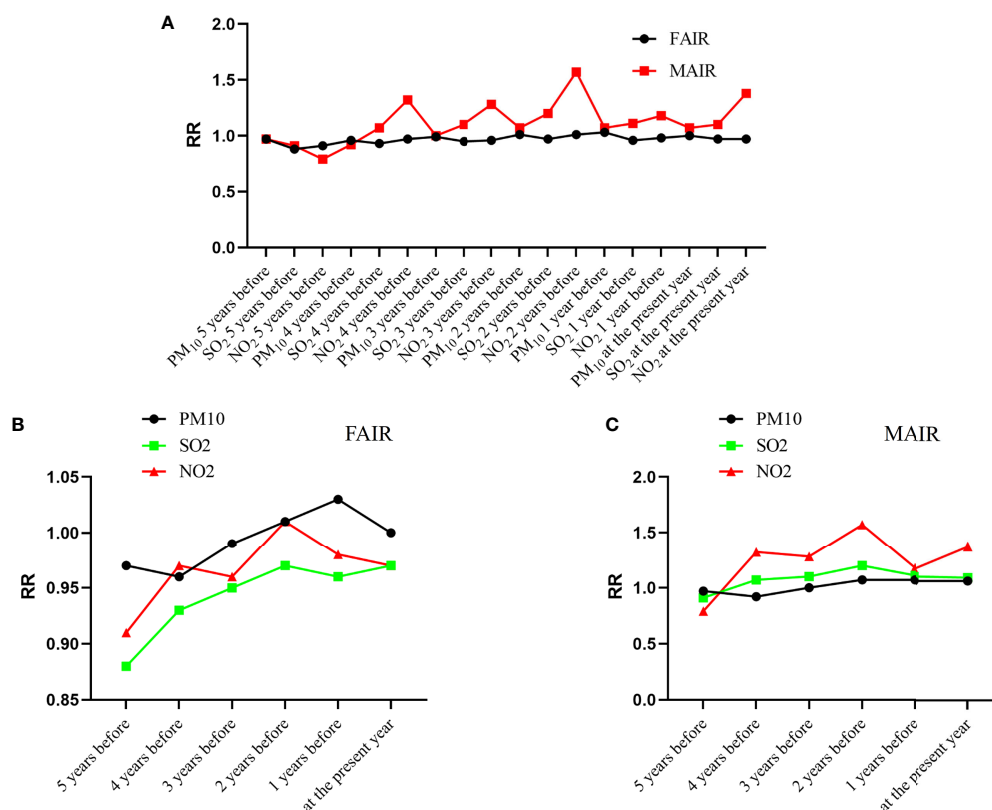 A
2.0
1.5
1.0
0.5
0.0
RR
FAIR
MAIR
PM10 5 years before
SO2 5 years before
NO2 5 years before
PM10 4 years before
SO2 4 years before
NO2 4 years before
PM10 3 years before
SO2 3 years before
NO2 3 years before
PM10 2 years before
SO2 2 years before
NO2 2 years before
PM10 1 year before
SO2 1 year before
NO2 1 year before
PM10 at the present year
SO2 at the present year
NO2 at the present year
B
PM10
SO2
NO2
FAIR
1.05
1.00
0.95
0.90
0.85
RR
5 years before
4 years before
3 years before
2 years before
1 years before
at the present year
C
PM10
SO2
NO2
MAIR
2.0
1.5
1.0
0.5
0.0
RR
5 years before
4 years before
3 years before
2 years before
1 years before
at the present year